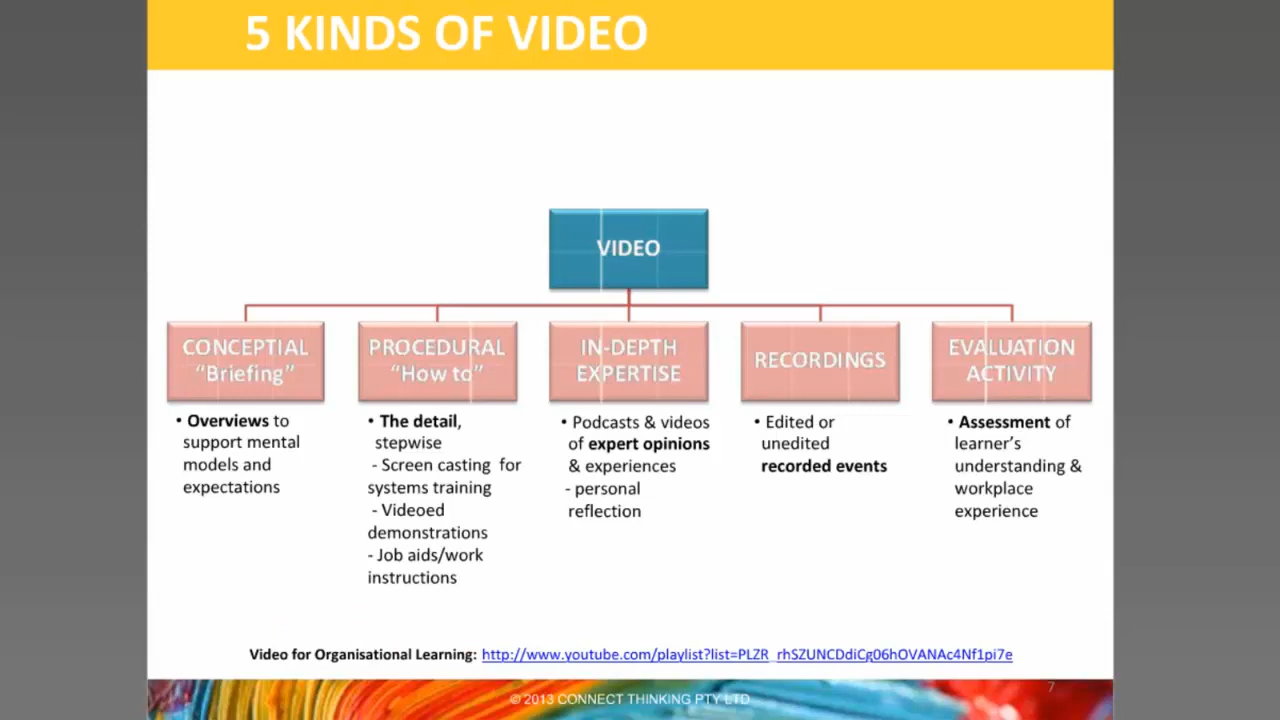 5 KINDS OF VIDEO
VIDEO
CONCEPTIAL
“Briefing”
• Overviews to
support mental
models and
expectations
PROCEDURAL
“How to”
• The detail,
stepwise
- Screen casting for
systems training
- Videoed
demonstrations
- Job aids/work
instructions
IN-DEPTH
EXPERTISE
• Podcasts & videos
of expert opinions
& experiences
- personal
reflection
RECORDINGS
• Edited or
unedited
recorded events
EVALUATION
ACTIVITY
• Assessment of
learner’s
understanding &
workplace
experience
Video for Organisational Learning: http://www.youtube.com/playlist?list=PLZR_rhSZUNCDdiCg06hOVANAc4Nf1pi7e
7
© 2013 CONNECT THINKING PTY LTD